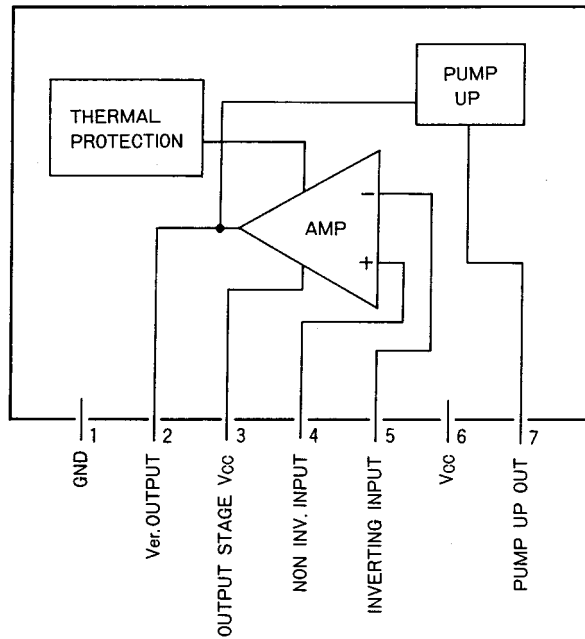 PUMP
UP
THERMAL
PROTECTION
AMP
−
+
1
2
3
4
5
6
7
GND
Ver.OUTPUT
OUTPUT STAGE Vcc
NON INV. INPUT
INVERTING INPUT
Vcc
PUMP UP OUT